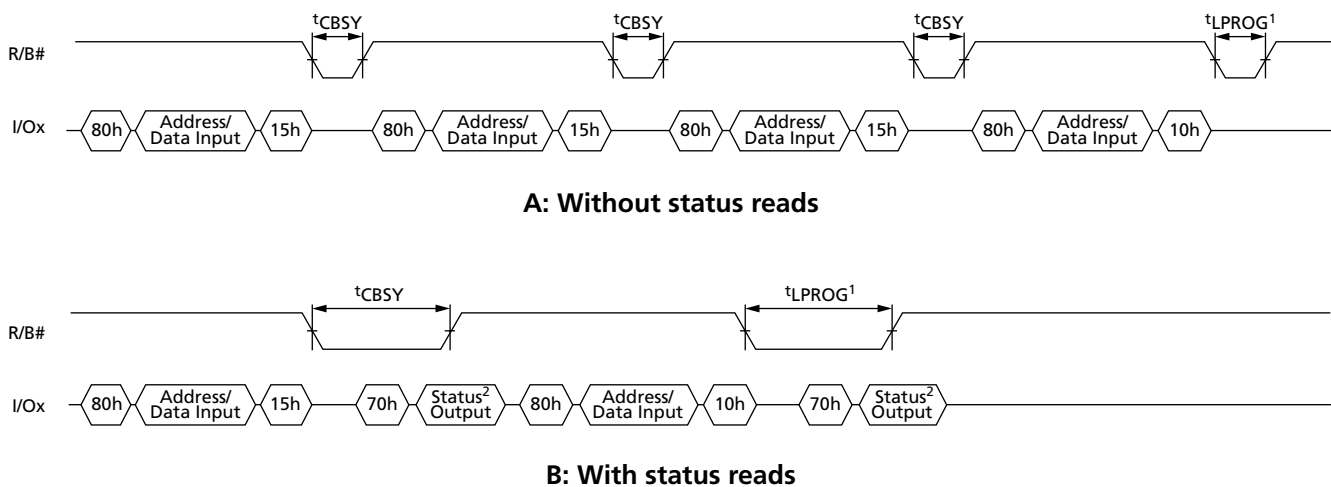 tCBSY tCBSY tCBSY tLPROG1
R/B#
I/Ox 80h Address/ Data Input 15h 80h Address/ Data Input 15h 80h Address/ Data Input 15h 80h Address/ Data Input 10h
A: Without status reads
tCBSY tLPROG1
R/B#
I/Ox 80h Address/ Data Input 15h 70h Status2 Output 80h Address/ Data Input 10h 70h Status2 Output
B: With status reads